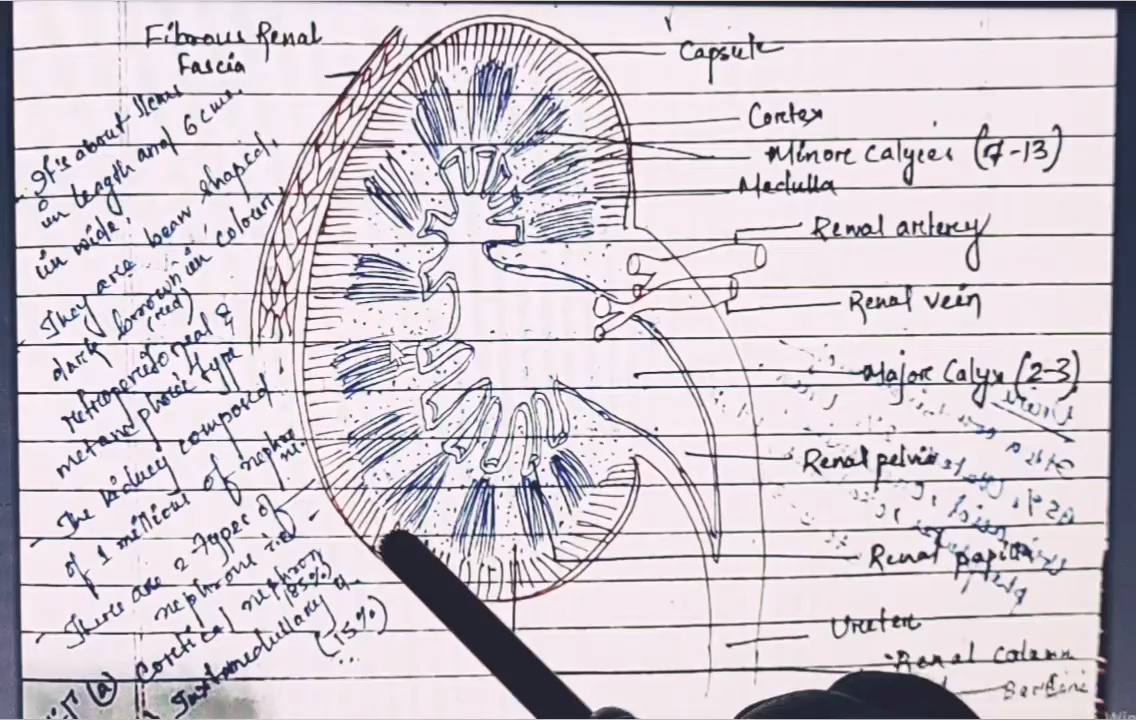 Fibrous Renal
Fascia
Capsule
Cortex
Minore Calyces (7-13)
Medulla
Renal artery
Renal vein
Major Calyx (2-3)
Renal pelvis
Renal papilla
Ureter
Renal Column
It's about 11cms
in length and 6 cms.
in wide.
They are bean shaped,
dark brown in colour
(red)
retroperitoneal &
metanephric type
- The kidney composed
of 1 millions of nephro
ne.
- There are 2 types of
nephrone i.e -
(a) Cortical nephron
(85%)
Juxtamedullary
(15%)